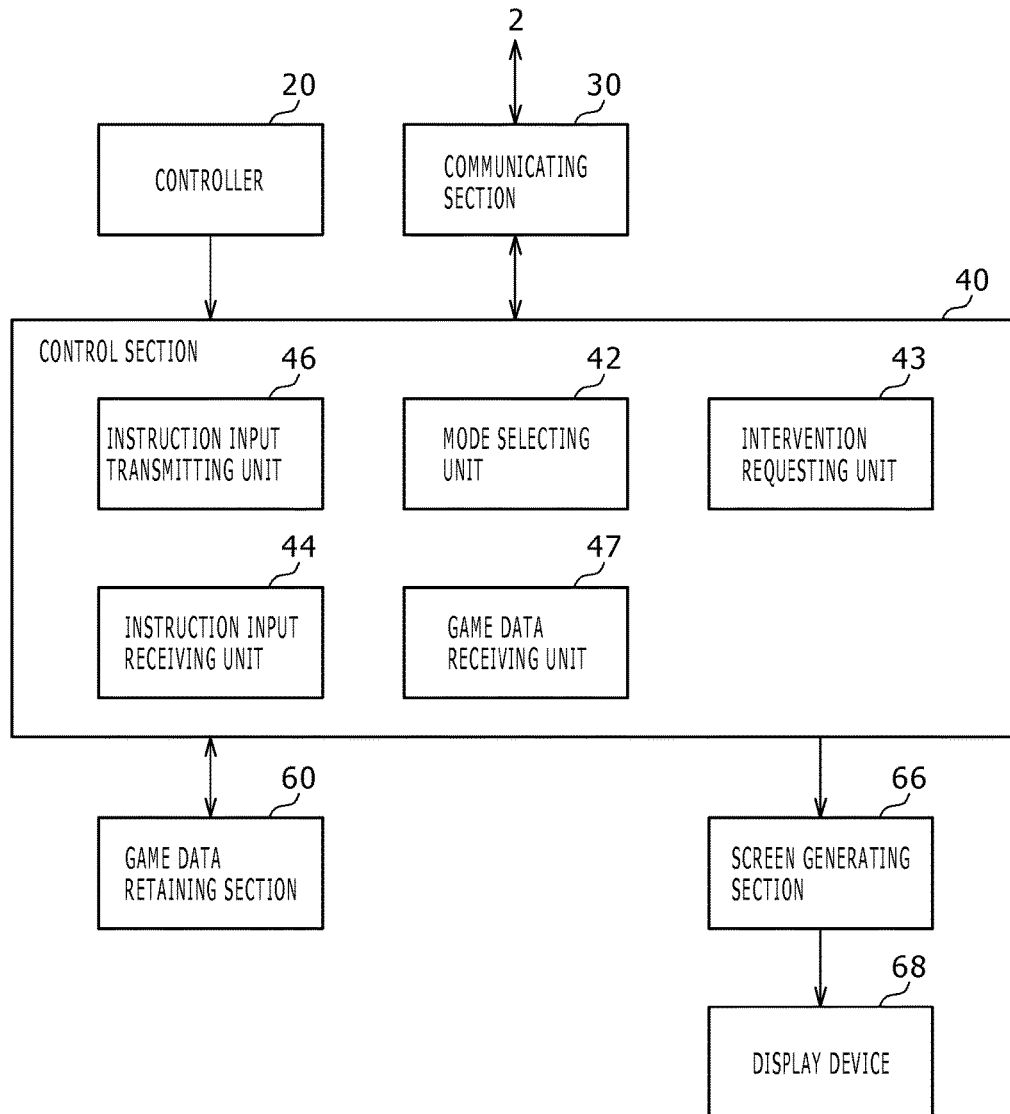 2
20
30
CONTROLLER
COMMUNICATING
SECTION
40
CONTROL SECTION
46
42
43
INSTRUCTION INPUT
TRANSMITTING UNIT
MODE SELECTING
UNIT
INTERVENTION
REQUESTING UNIT
44
47
INSTRUCTION INPUT
RECEIVING UNIT
GAME DATA
RECEIVING UNIT
60
66
GAME DATA
RETAINING SECTION
SCREEN GENERATING
SECTION
68
DISPLAY DEVICE